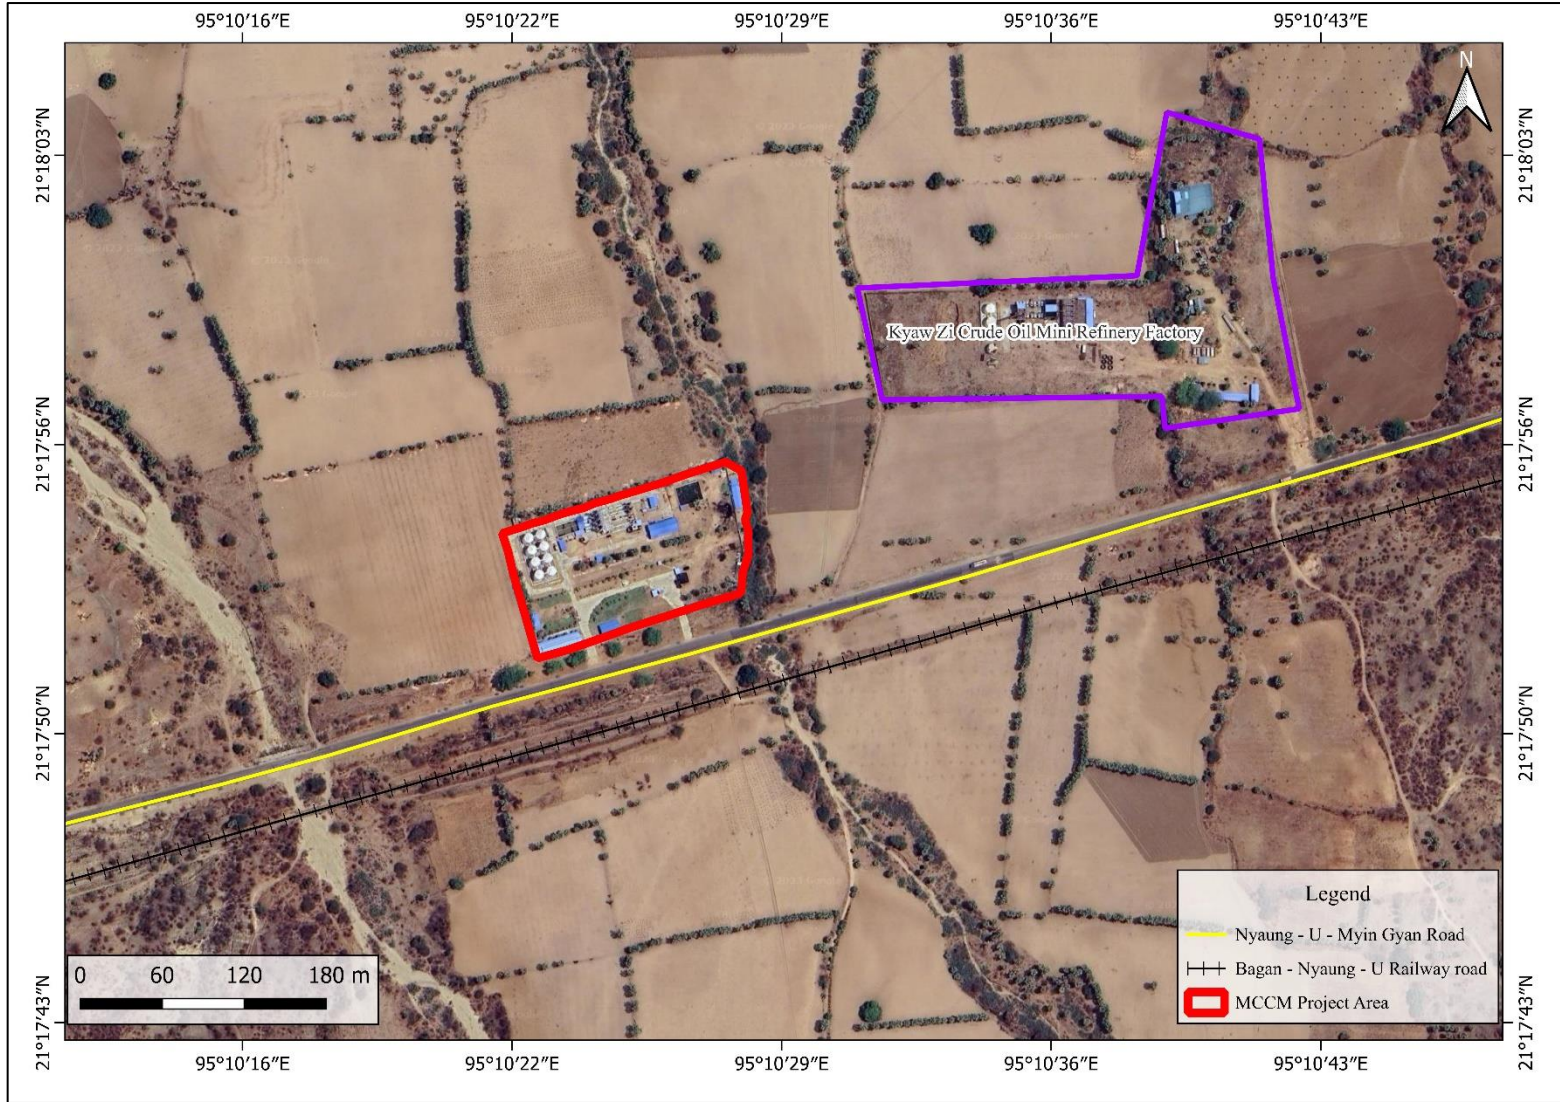 95°10′16″E 95°10′22″E 95°10′29″E 95°10′36″E 95°10′43″E
N
21°18′03″N 21°18′03″N
Kyaw Zi Crude Oil Mini Refinery Factory
21°17′56″N 21°17′56″N
21°17′50″N 21°17′50″N
Legend
Nyaung - U - Myin Gyan Road
Bagan - Nyaung - U Railway road
MCCM Project Area
0 60 120 180 m
21°17′43″N 21°17′43″N
95°10′16″E 95°10′22″E 95°10′29″E 95°10′36″E 95°10′43″E